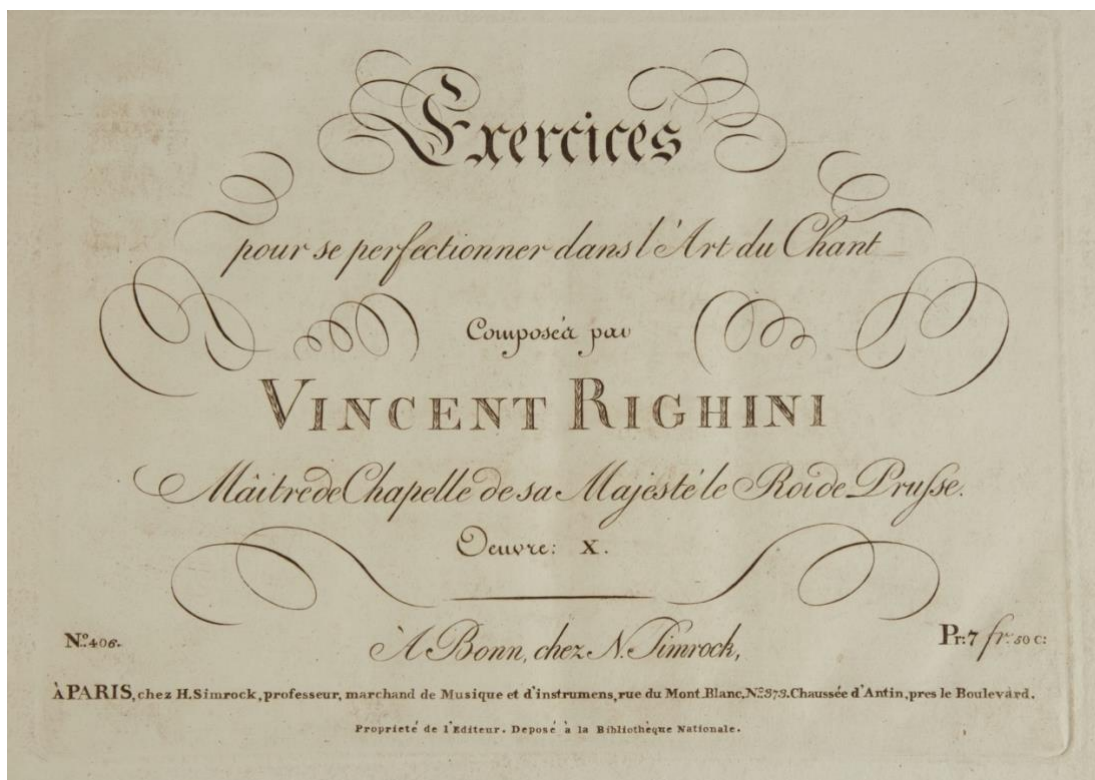 Exercices
pour se perfectionner dans l'Art du Chant
Composés par
VINCENT RIGHINI
Mâitre de Chapelle de sa Majesté le Roi de Prusse.
Oeuvre: X.
N.º 406.
À Bonn, chez N. Simrock,
Pr: 7 fr. 50 c:
À PARIS, chez H. Simrock, professeur, marchand de Musique et d'instrumens, rue du Mont Blanc, N.º 373. Chaussée d'Antin, pres le Boulevard.
Proprieté de l'Editeur. Deposé à la Bibliothèque Nationale.